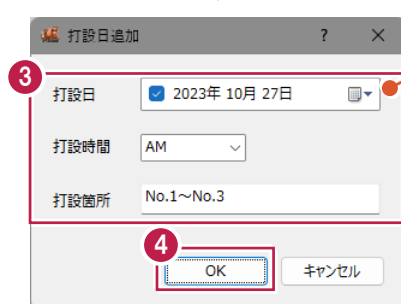 打設日追加 ? ×
3
打設日 2023年 10月 27日
打設時間 AM
打設箇所 No.1～No.3
4
OK キャンセル